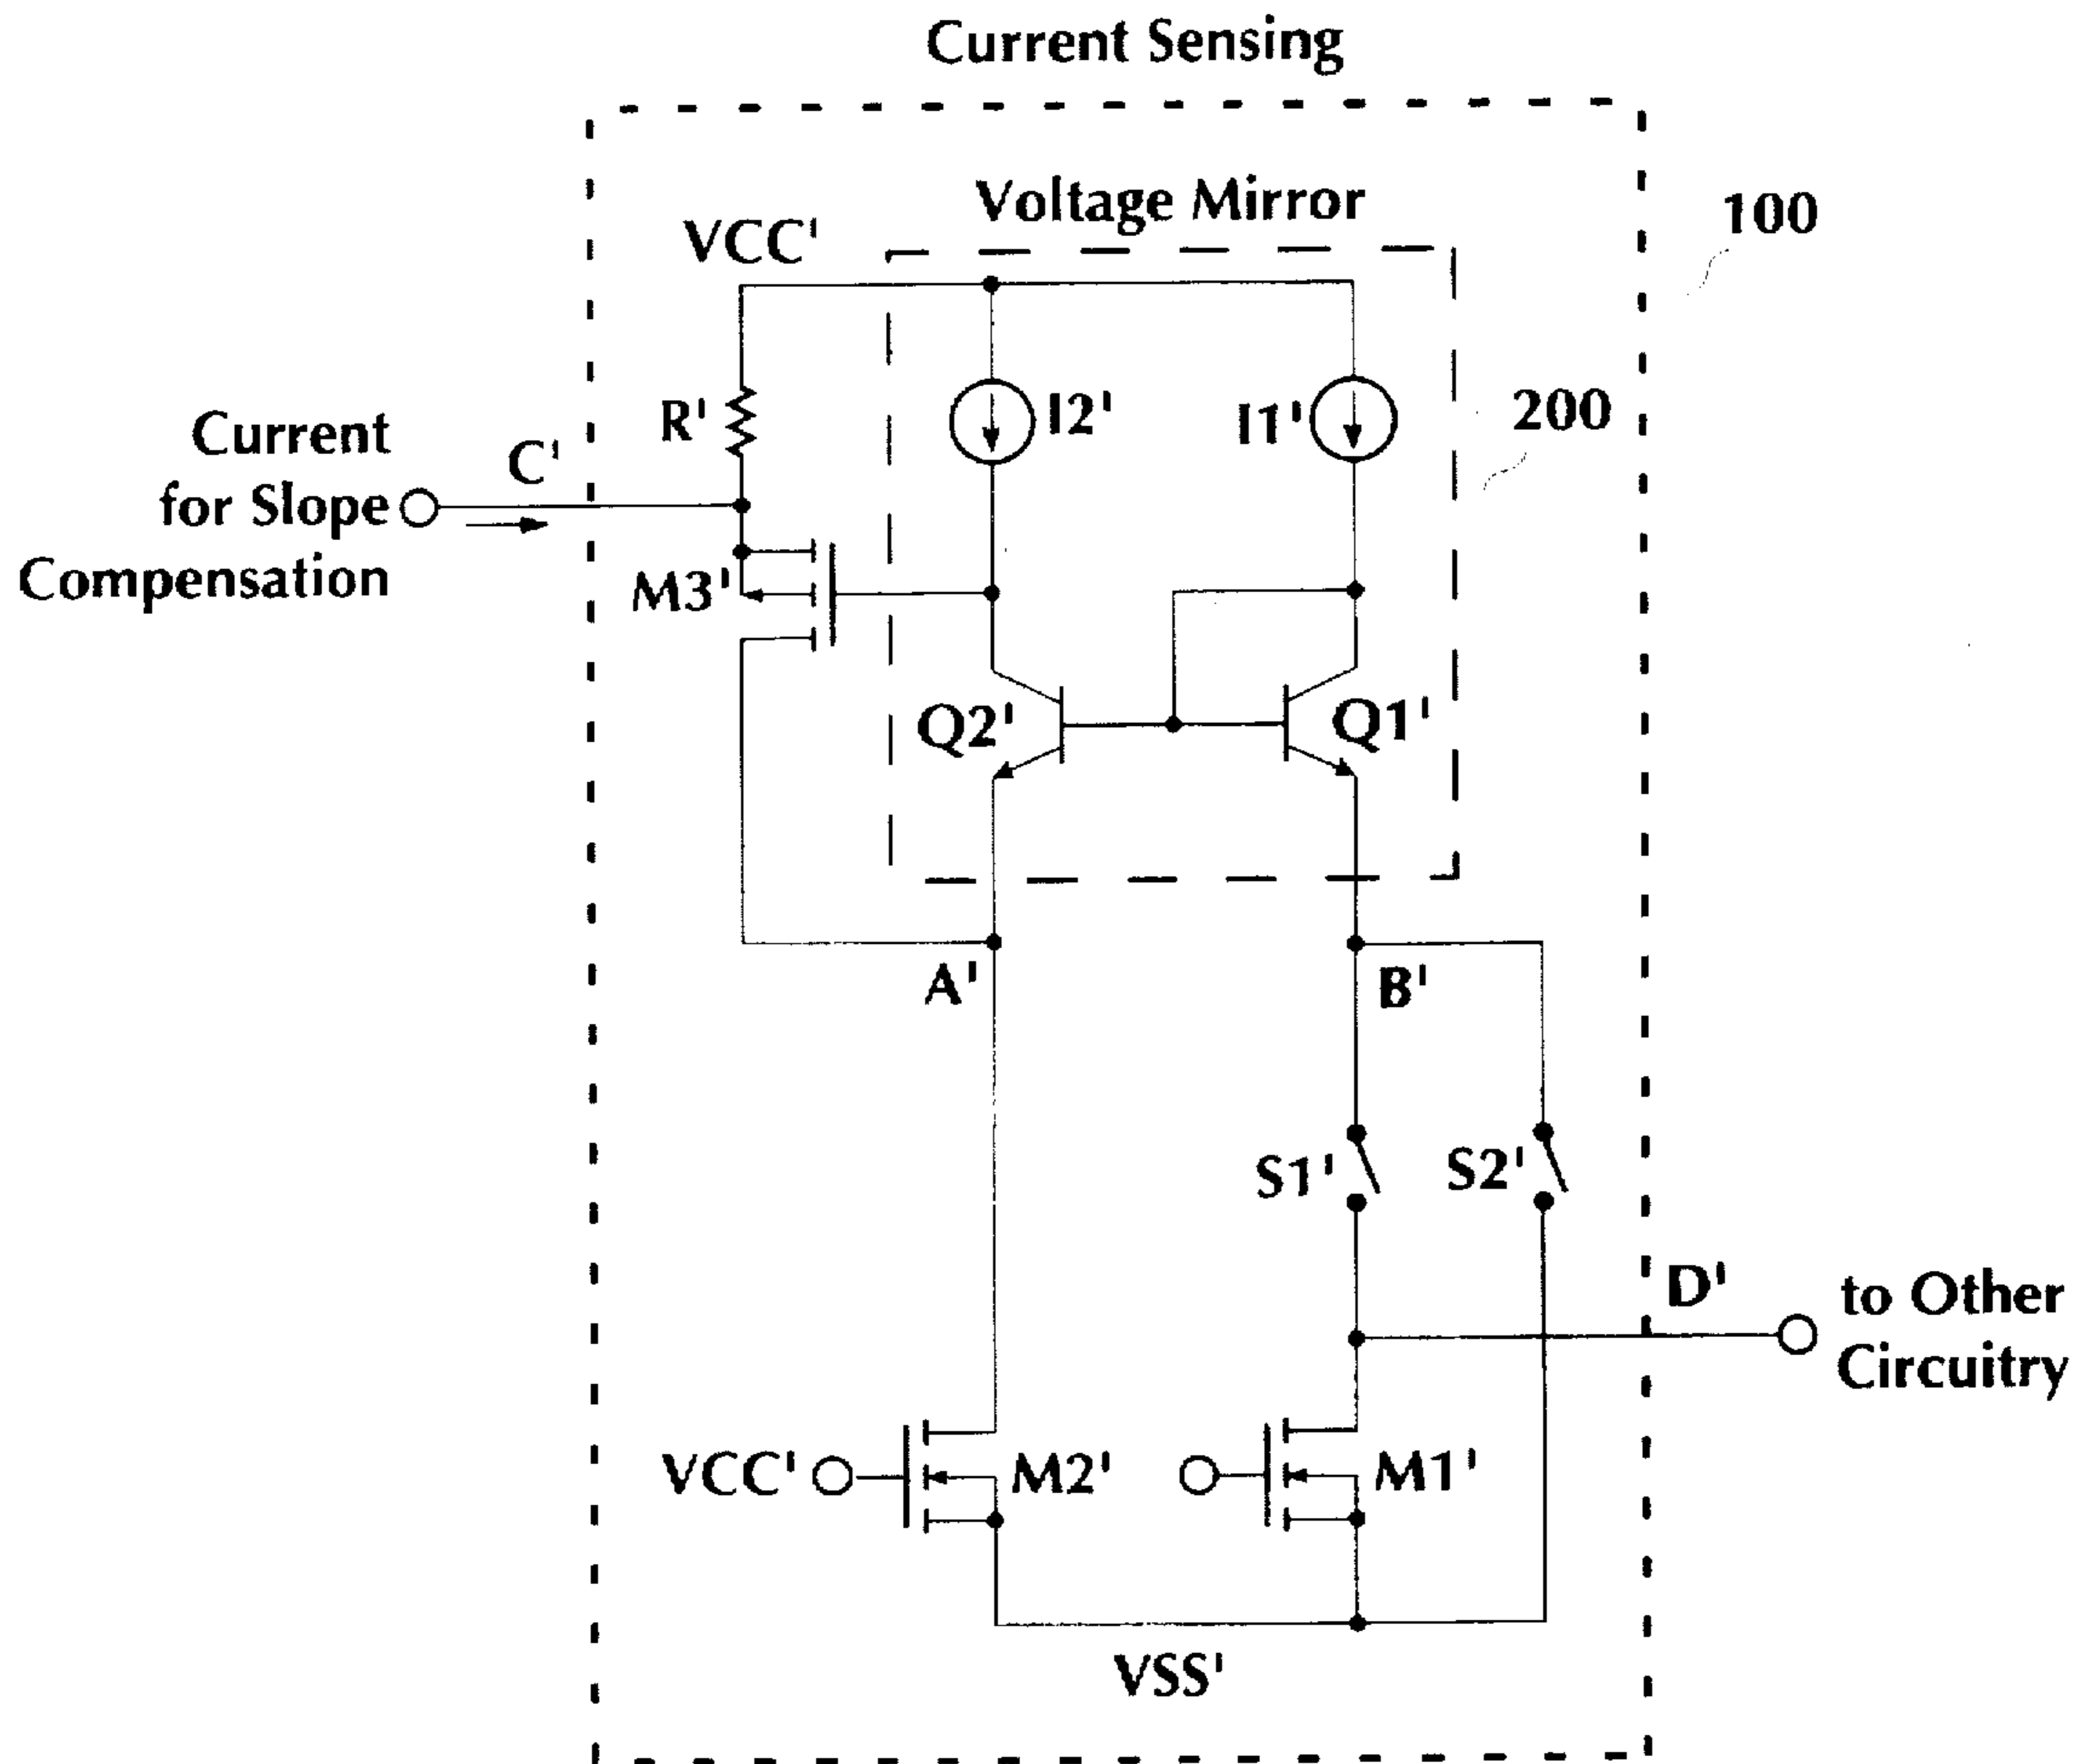 Current Sensing
Voltage Mirror
100
VCC'
I2'
I1'
R'
200
Current
for Slope
Compensation
C'
M3'
Q2'
Q1'
A'
B'
S1'
S2'
D'
to Other
Circuitry
VCC'
M2'
M1'
VSS'